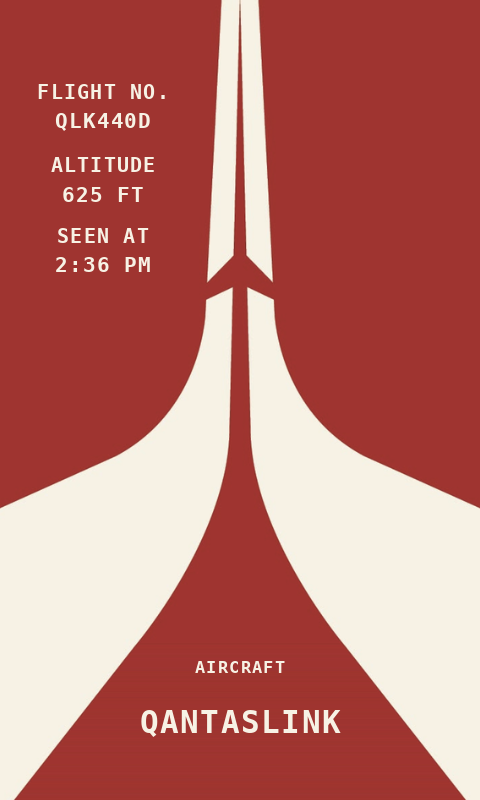 FLIGHT NO.
QLK440D
ALTITUDE
625 FT
SEEN AT
2:36 PM
AIRCRAFT
QANTASLINK